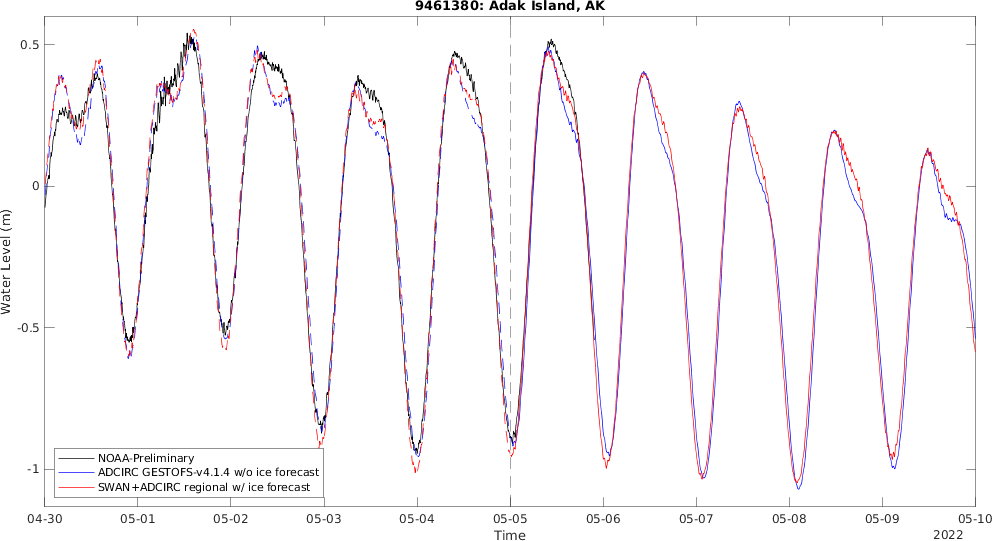 9461380: Adak Island, AK
0.5
0
-0.5
-1
Water Level (m)
NOAA-Preliminary
ADCIRC GESTOFS-v4.1.4 w/o ice forecast
SWAN+ADCIRC regional w/ ice forecast
04-30 05-01 05-02 05-03 05-04 05-05 05-06 05-07 05-08 05-09 05-10
Time
2022